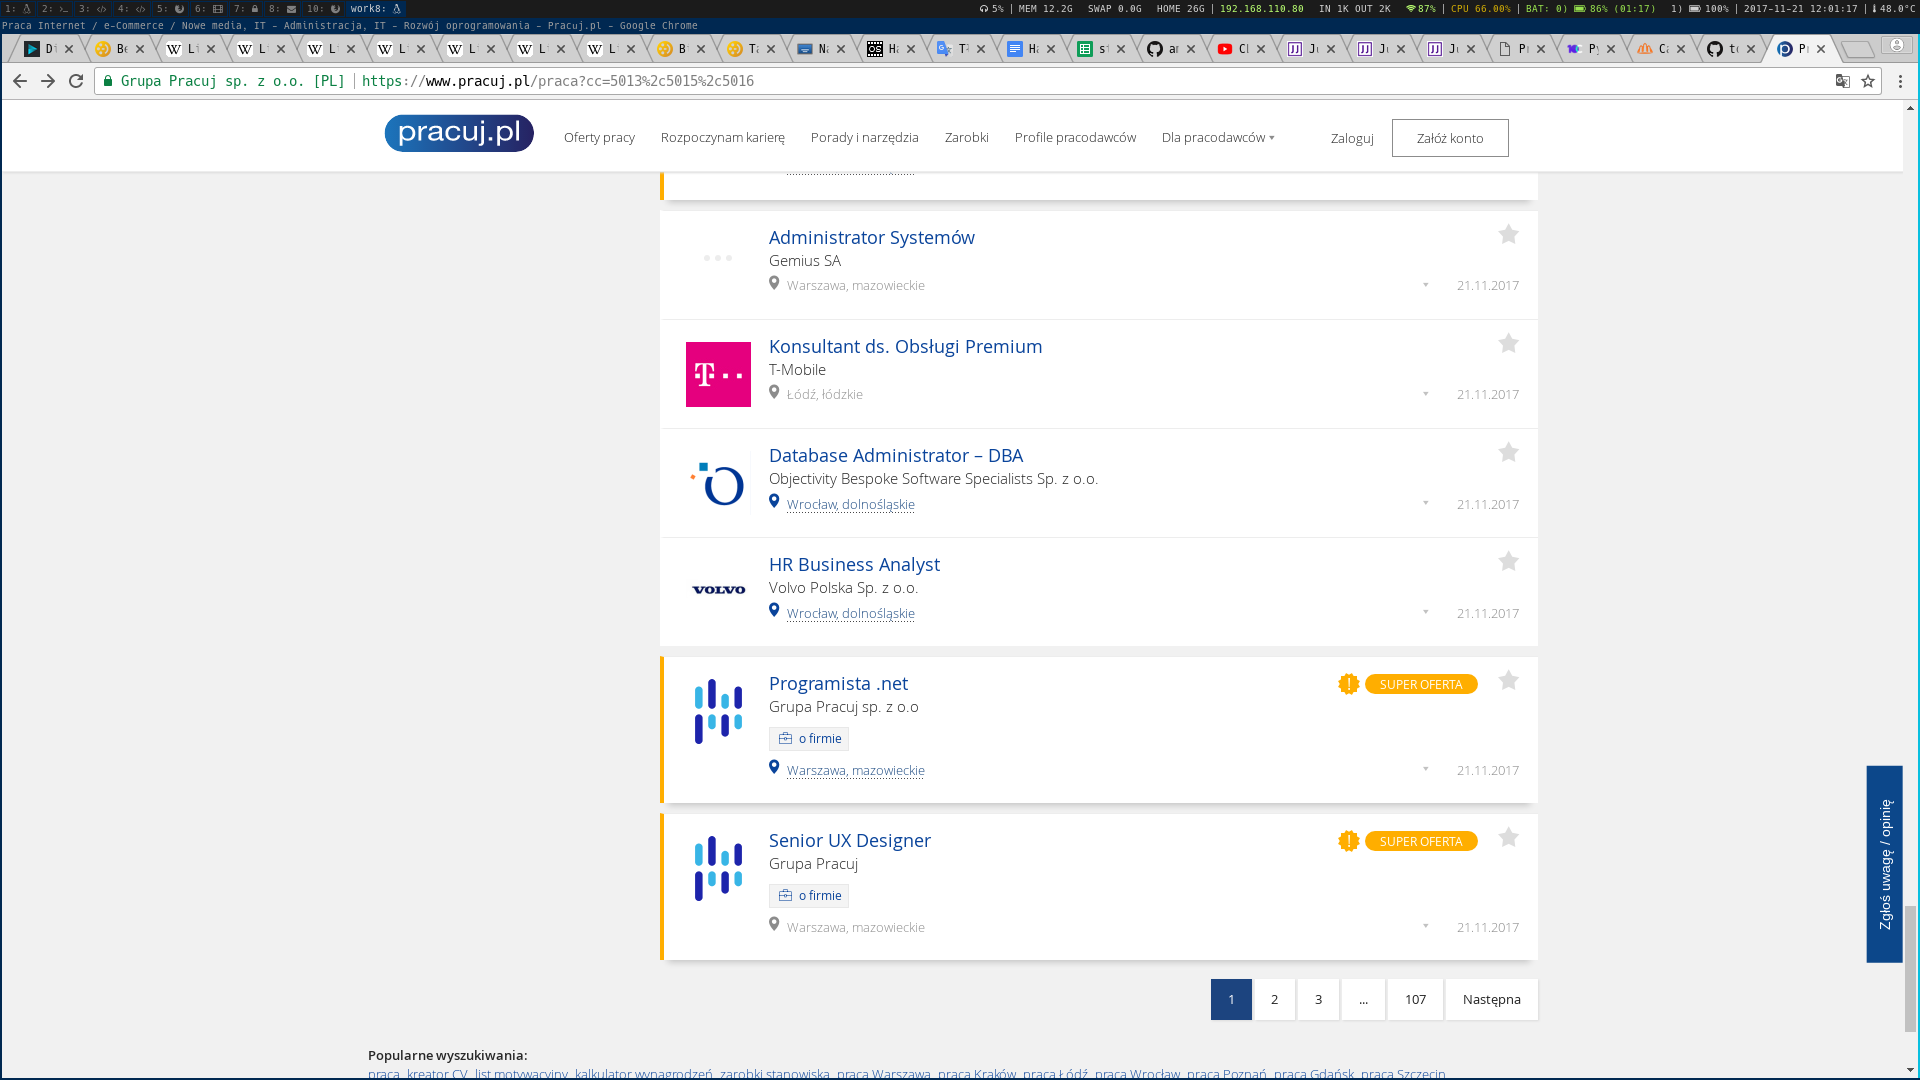 1: 2: 3: 4: 5: 6: 7: 8: 10: work8: 5% | MEM 12.2G SWAP 0.0G HOME 26G | 192.168.110.80 IN 1K OUT 2K 87% | CPU 66.00% | BAT: 0) 86% (01:17) 1) 100% | 2017-11-21 12:01:17 | 48.0°C
Praca Internet / e-Commerce / Nowe media, IT - Administracja, IT - Rozwój oprogramowania - Pracuj.pl - Google Chrome
Grupa Pracuj sp. z o.o. [PL] https://www.pracuj.pl/praca?cc=5013%2c5015%2c5016
pracuj.pl Oferty pracy Rozpoczynam karierę Porady i narzędzia Zarobki Profile pracodawców Dla pracodawców Zaloguj Załóż konto
Administrator Systemów
Gemius SA
Warszawa, mazowieckie 21.11.2017
Konsultant ds. Obsługi Premium
T-Mobile
Łódź, łódzkie 21.11.2017
Database Administrator – DBA
Objectivity Bespoke Software Specialists Sp. z o.o.
Wrocław, dolnośląskie 21.11.2017
HR Business Analyst
VOLVO
Volvo Polska Sp. z o.o.
Wrocław, dolnośląskie 21.11.2017
Programista .net SUPER OFERTA
Grupa Pracuj sp. z o.o
o firmie
Warszawa, mazowieckie 21.11.2017
Senior UX Designer SUPER OFERTA
Grupa Pracuj
o firmie
Warszawa, mazowieckie 21.11.2017
Zgłoś uwagę / opinię
1 2 3 ... 107 Następna
Popularne wyszukiwania:
praca kreator CV list motywacyjny kalkulator wynagrodzeń zarobki stanowiska praca Warszawa praca Kraków praca Łódź praca Wrocław praca Poznań praca Gdańsk praca Szczecin